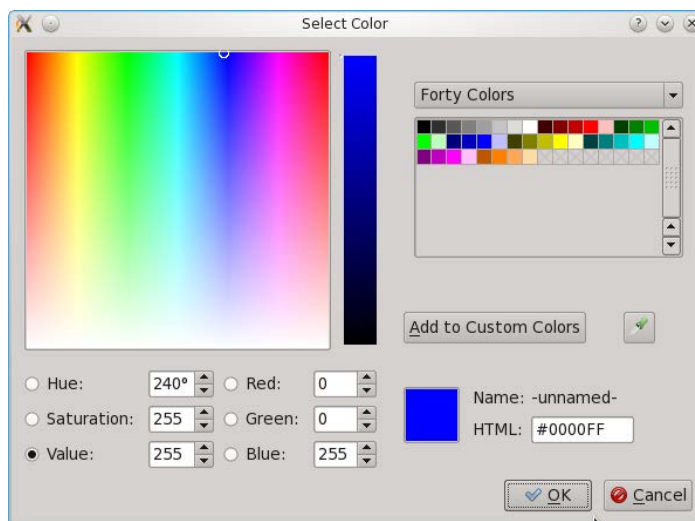 Select Color
Forty Colors
Add to Custom Colors
Hue: 240° Red: 0
Saturation: 255 Green: 0
Value: 255 Blue: 255
Name: -unnamed-
HTML: #0000FF
OK Cancel